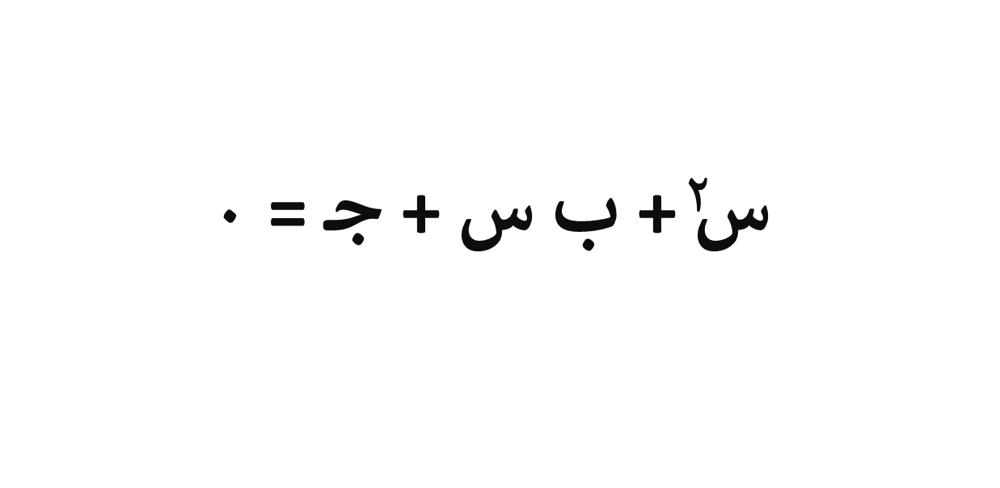 س٢ + ب س + جـ = ٠